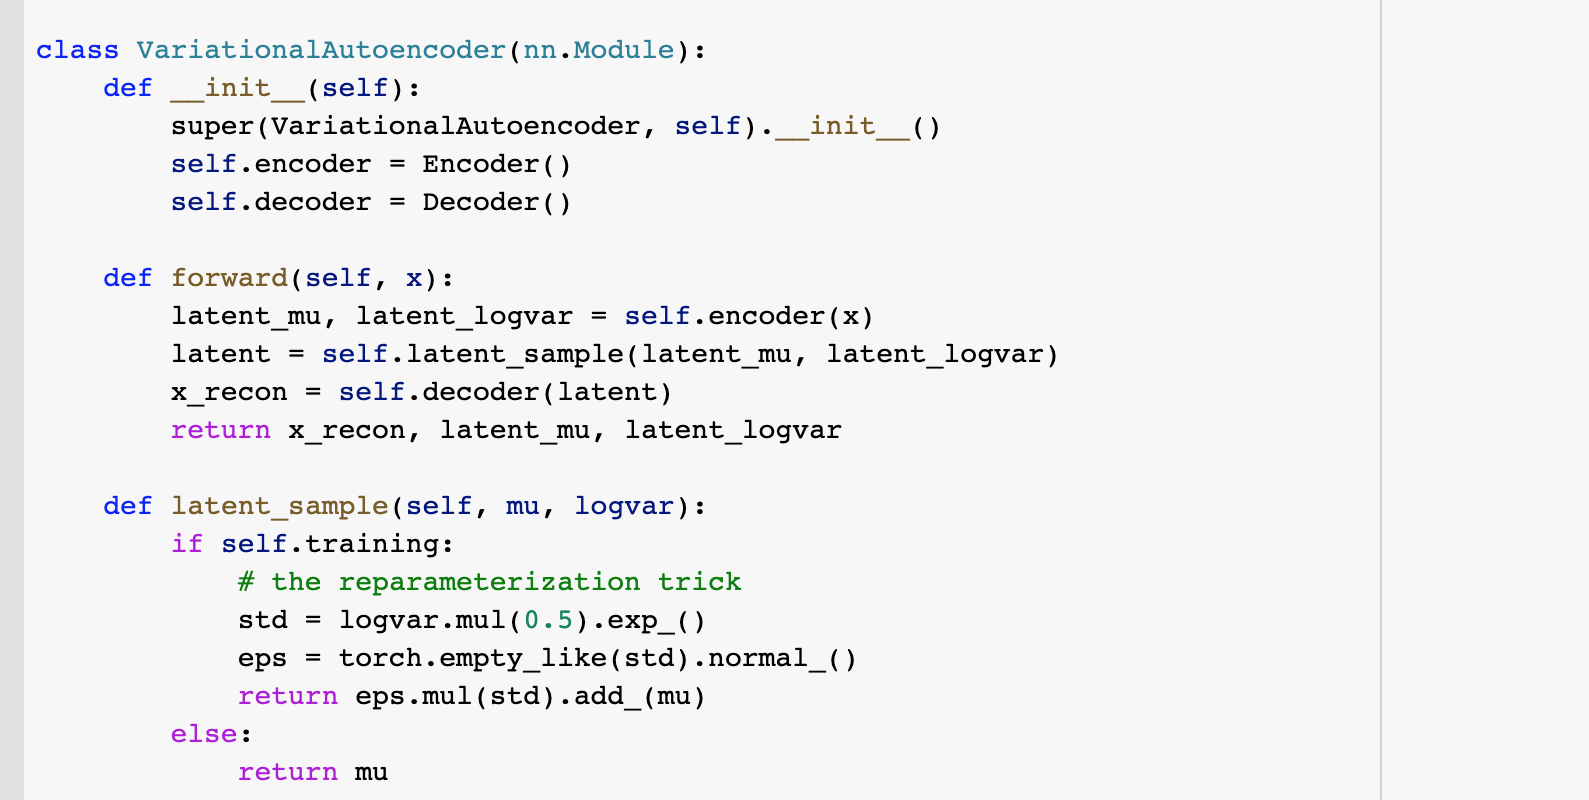 class VariationalAutoencoder(nn.Module):
    def __init__(self):
        super(VariationalAutoencoder, self).__init__()
        self.encoder = Encoder()
        self.decoder = Decoder()

    def forward(self, x):
        latent_mu, latent_logvar = self.encoder(x)
        latent = self.latent_sample(latent_mu, latent_logvar)
        x_recon = self.decoder(latent)
        return x_recon, latent_mu, latent_logvar

    def latent_sample(self, mu, logvar):
        if self.training:
            # the reparameterization trick
            std = logvar.mul(0.5).exp_()
            eps = torch.empty_like(std).normal_()
            return eps.mul(std).add_(mu)
        else:
            return mu